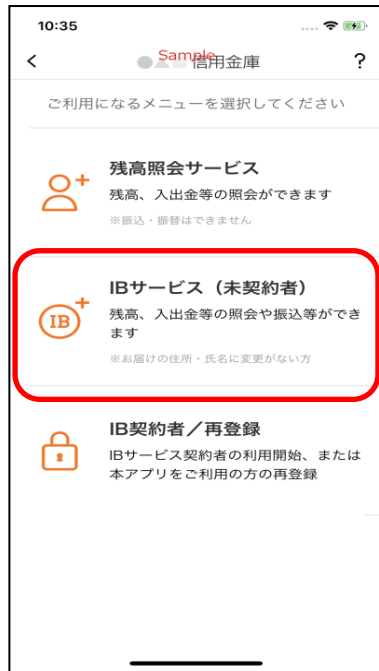 10:35
Sample
●▲■信用金庫
?
ご利用になるメニューを選択してください
残高照会サービス
残高、入出金等の照会ができます
※振込・振替はできません
IBサービス（未契約者）
IB
残高、入出金等の照会や振込等ができ
ます
※お届けの住所・氏名に変更がない方
IB契約者／再登録
IBサービス契約者の利用開始、または
本アプリをご利用の方の再登録